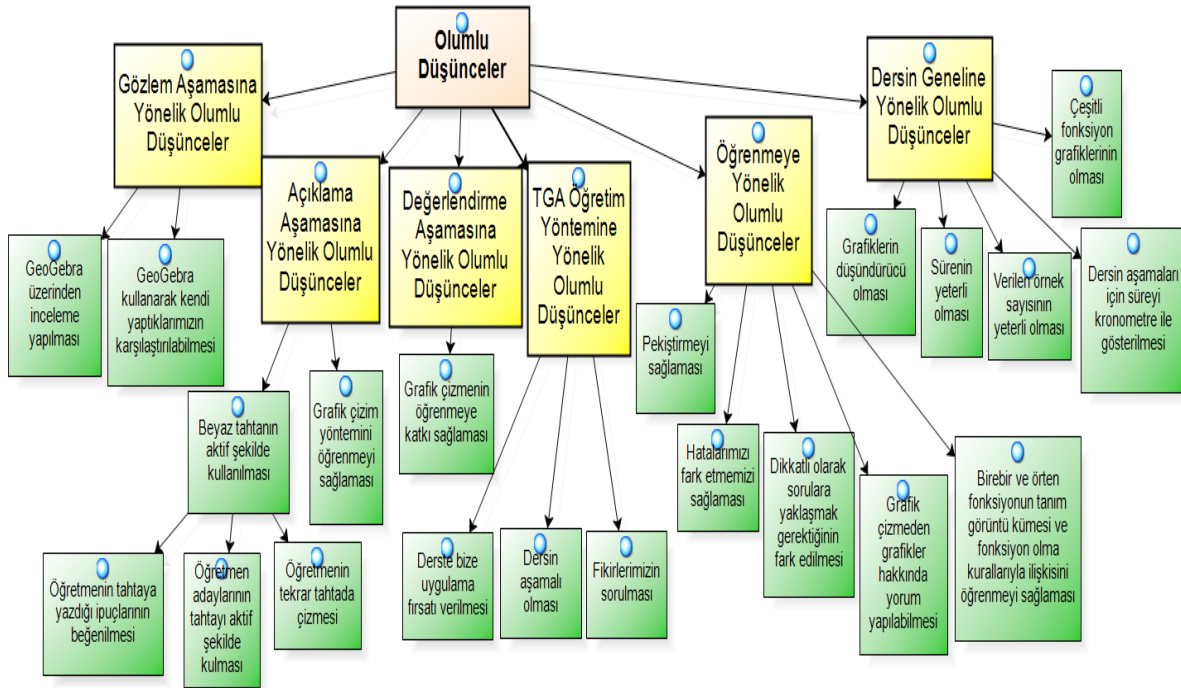 Olumlu
Düşünceler
Gözlem Aşamasına
Yönelik Olumlu
Düşünceler
Açıklama
Aşamasına
Yönelik Olumlu
Düşünceler
Değerlendirme
Aşamasına
Yönelik Olumlu
Düşünceler
TGA Öğretim
Yöntemine
Yönelik
Olumlu
Düşünceler
Öğrenmeye
Yönelik
Olumlu
Düşünceler
Dersin Geneline
Yönelik Olumlu
Düşünceler
Çeşitli
fonksiyon
grafiklerinin
olması
GeoGebra
üzerinden
inceleme
yapılması
GeoGebra
kullanarak kendi
yaptıklarımızın
karşılaştırılabilmesi
Beyaz tahtanın
aktif şekilde
kullanılması
Grafik çizim
yöntemini
öğrenmeyi
sağlaması
Grafik çizmenin
öğrenmeye
katkı sağlaması
Pekiştirmeyi
sağlaması
Grafiklerin
düşündürücü
olması
Sürenin
yeterli
olması
Verilen örnek
sayısının
yeterli olması
Dersin aşamaları
için süreyi
kronometre ile
gösterilmesi
Öğretmenin tahtaya
yazdığı ipuçlarının
beğenilmesi
Öğretmen
adaylarının
tahtayı aktif
şekilde
kulması
Öğretmenin
tekrar tahtada
çizmesi
Derste bize
uygulama
fırsatı verilmesi
Dersin
aşamalı
olması
Fikirlerimizin
sorulması
Hatalarımızı
fark etmemizi
sağlaması
Dikkatli olarak
sorulara
yaklaşmak
gerektiğinin
fark edilmesi
Grafik
çizmeden
grafikler
hakkında
yorum
yapılabilmesi
Birebir ve örten
fonksiyonun tanım
görüntü kümesi ve
fonksiyon olma
kurallarıyla ilişkisini
öğrenmeyi sağlaması